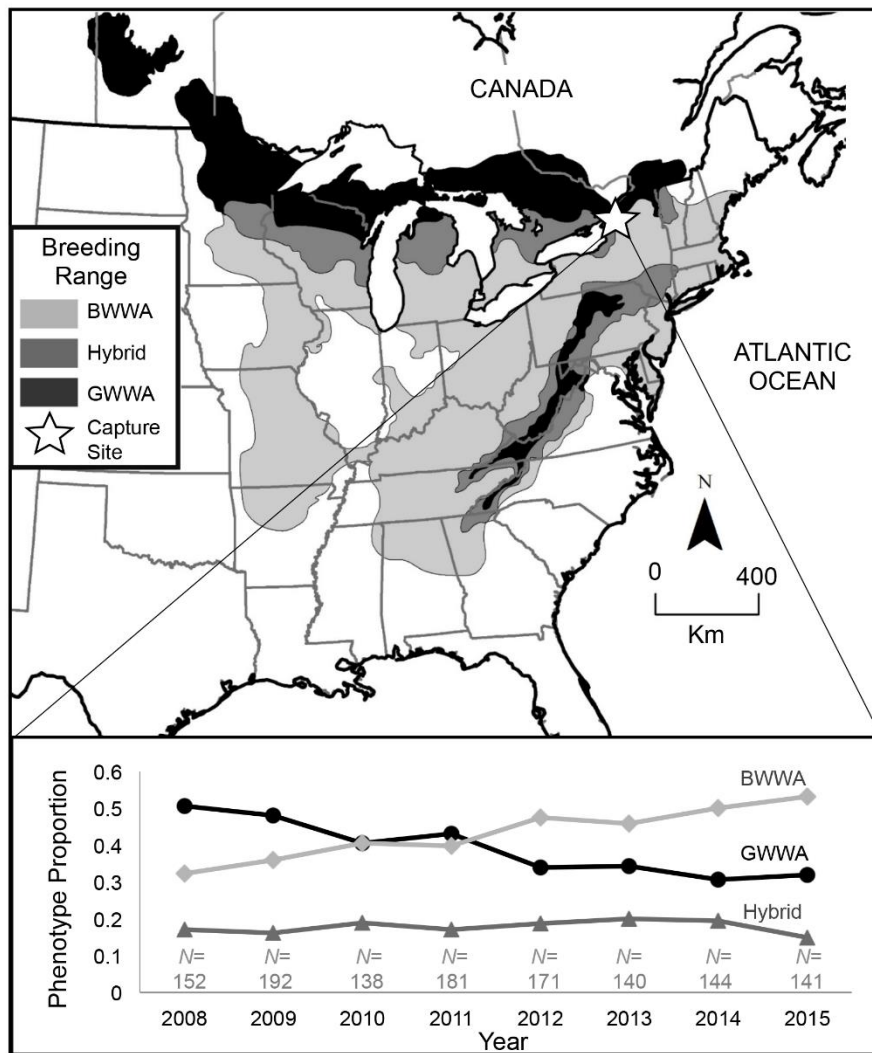 CANADA
Breeding
Range
BWWA
Hybrid
GWWA
Capture
Site
ATLANTIC
OCEAN
N
0 400
Km
Phenotype Proportion
0.6
0.5
0.4
0.3
0.2
0.1
0
BWWA
GWWA
Hybrid
N= N= N= N= N= N= N= N=
152 192 138 181 171 140 144 141
2008 2009 2010 2011 2012 2013 2014 2015
Year